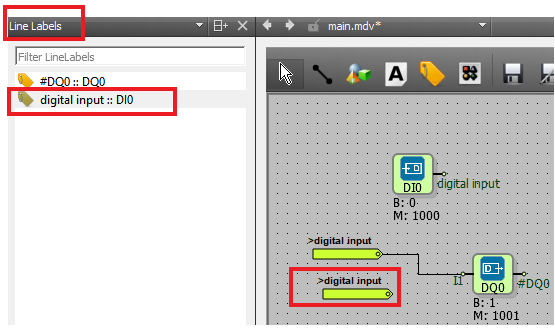 Line Labels
main.mdv*
Filter LineLabels
#DQ0 :: DQ0
digital input :: DI0
A
D
DI0
digital input
B: 0
M: 1000
>digital input
>digital input
I1
D
DQ0
#DQ0
B: 1
M: 1001